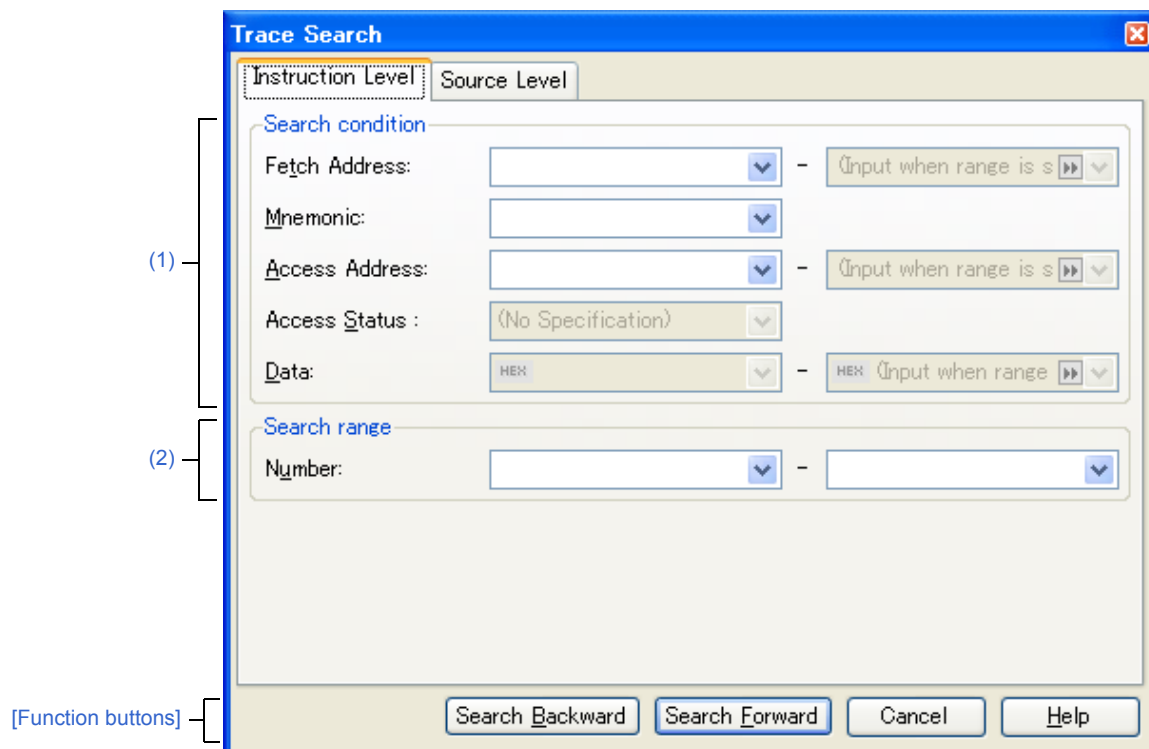 Trace Search
Instruction Level Source Level
Search condition
Fetch Address: - (Input when range is s
Mnemonic:
(1) Access Address: - (Input when range is s
Access Status : (No Specification)
Data: HEX - HEX (Input when range
Search range
(2) Number: -
[Function buttons] Search Backward Search Forward Cancel Help